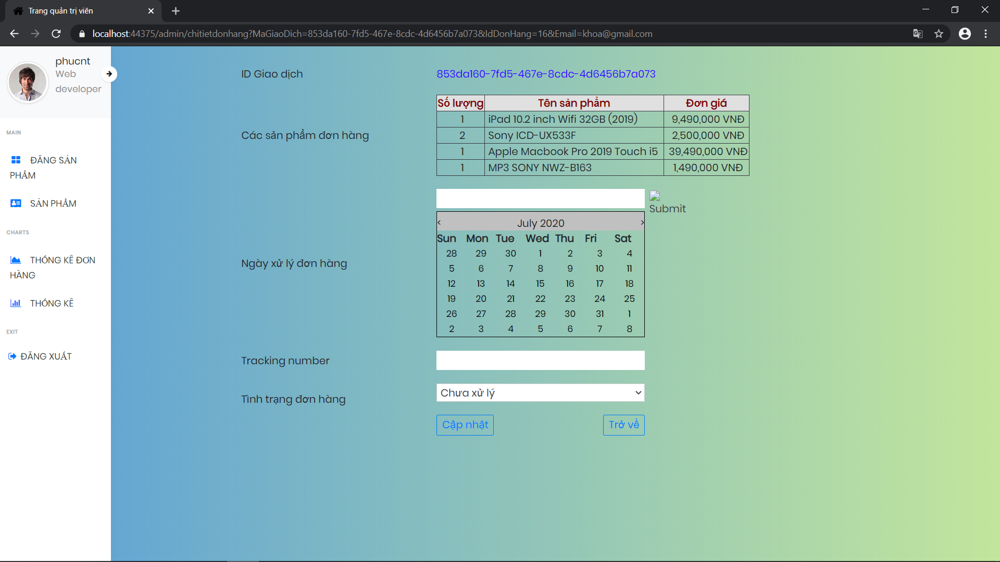 Trang quản trị viên
localhost:44375/admin/chitietdonhang?MaGiaoDich=853da160-7fd5-467e-8cdc-4d6456b7a073&IdDonHang=16&Email=khoa@gmail.com
phucnt
Web
developer
MAIN
ĐĂNG SẢN
PHẨM
SẢN PHẨM
CHARTS
THỐNG KÊ ĐƠN
HÀNG
THỐNG KÊ
EXIT
ĐĂNG XUẤT
ID Giao dịch
853da160-7fd5-467e-8cdc-4d6456b7a073
Các sản phẩm đơn hàng
Số lượng Tên sản phẩm Đơn giá
1 iPad 10.2 inch Wifi 32GB (2019) 9,490,000 VNĐ
2 Sony ICD-UX533F 2,500,000 VNĐ
1 Apple Macbook Pro 2019 Touch i5 39,490,000 VNĐ
1 MP3 SONY NWZ-B163 1,490,000 VNĐ
Ngày xử lý đơn hàng
Submit
< July 2020 >
Sun Mon Tue Wed Thu Fri Sat
28 29 30 1 2 3 4
5 6 7 8 9 10 11
12 13 14 15 16 17 18
19 20 21 22 23 24 25
26 27 28 29 30 31 1
2 3 4 5 6 7 8
Tracking number
Tình trạng đơn hàng
Chưa xử lý
Cập nhật
Trở về